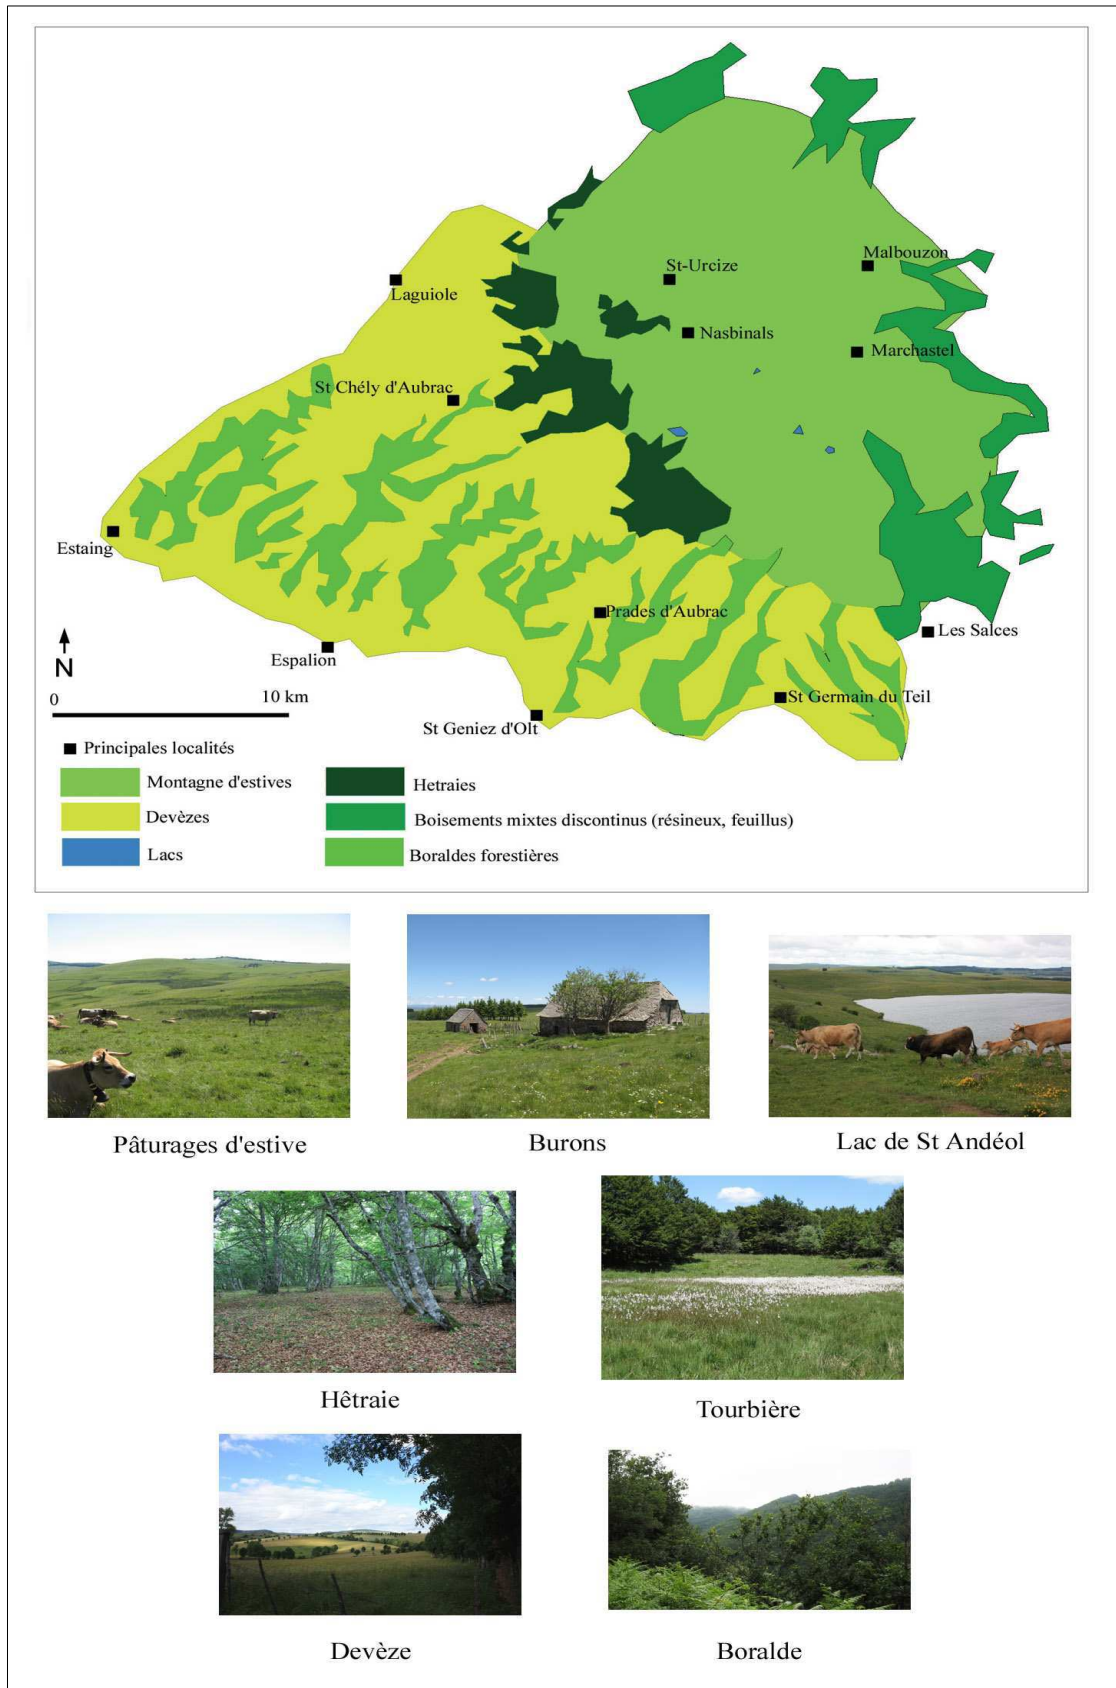 St-Urcize
Malbouzon
Laguiole
Nasbinals
Marchastel
St Chély d'Aubrac
Estaing
Prades d'Aubrac
Les Salces
N
Espalion
0 10 km
St Germain du Teil
St Geniez d'Olt
Principales localités
Montagne d'estives
Hetraies
Devèzes
Boisements mixtes discontinus (résineux, feuillus)
Lacs
Boraldes forestières
Pâturages d'estive
Burons
Lac de St Andéol
Hêtraie
Tourbière
Devèze
Boralde